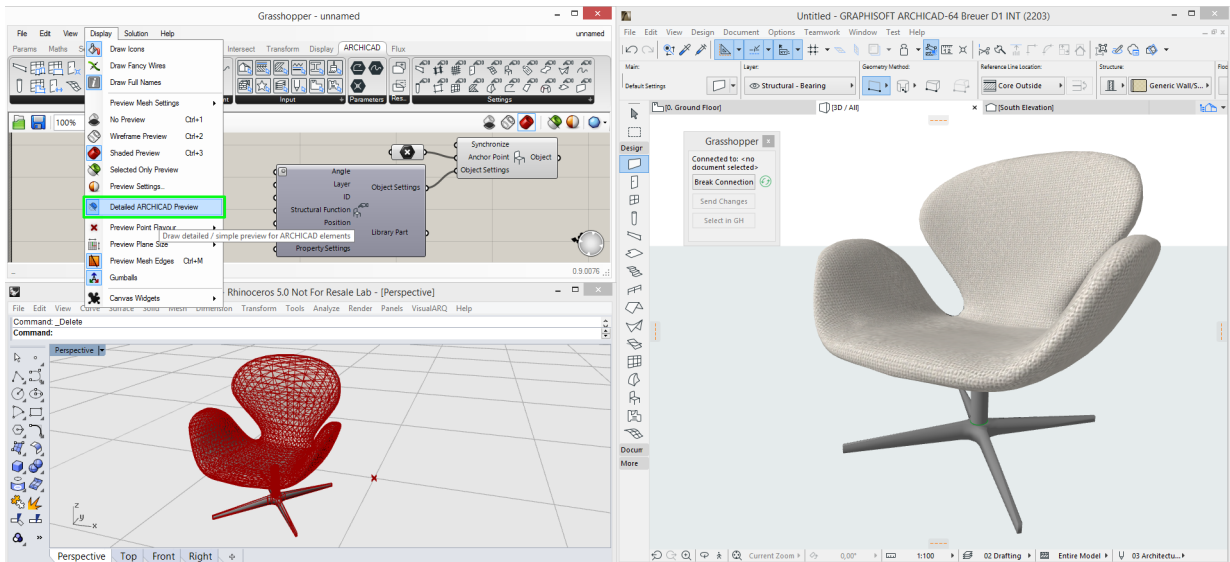 Grasshopper - unnamed
File Edit View Display Solution Help
unnamed
Params Maths
Intersect Transform Display ARCHICAD Flux
Draw Icons
Draw Fancy Wires
Draw Full Names
Preview Mesh Settings
No Preview Ctrl+1
Wireframe Preview Ctrl+2
Shaded Preview Ctrl+3
Selected Only Preview
Preview Settings...
Detailed ARCHICAD Preview
Preview Point Flavour
Draw detailed / simple preview for ARCHICAD elements
Preview Plane Size
Preview Mesh Edges Ctrl+M
Gumballs
Canvas Widgets
Input
Parameters
Res...
Settings
100%
Synchronize
Anchor Point
Object Settings
Object
Angle
Layer
ID
Structural Function
Position
Property Settings
Object Settings
Library Part
0.9.0076
Rhinoceros 5.0 Not For Resale Lab - [Perspective]
File Edit View Curve Surface Solid Mesh Dimension Transform Tools Analyze Render Panels VisualARQ Help
Command: _Delete
Command:
Perspective
z
y
x
Perspective Top Front Right
Untitled - GRAPHISOFT ARCHICAD-64 Breuer D1 INT (2203)
File Edit View Design Document Options Teamwork Window Test Help
Main: Layer: Geometry Method: Reference Line Location: Structure:
Default Settings
Structural - Bearing
Core Outside
Generic Wall/S...
[0. Ground Floor]
[3D / All]
[South Elevation]
Design
Grasshopper
Connected to: <no
document selected>
Break Connection
Send Changes
Select in GH
More
Current Zoom 0,00° 1:100 02 Drafting Entire Model 03 Architectu...